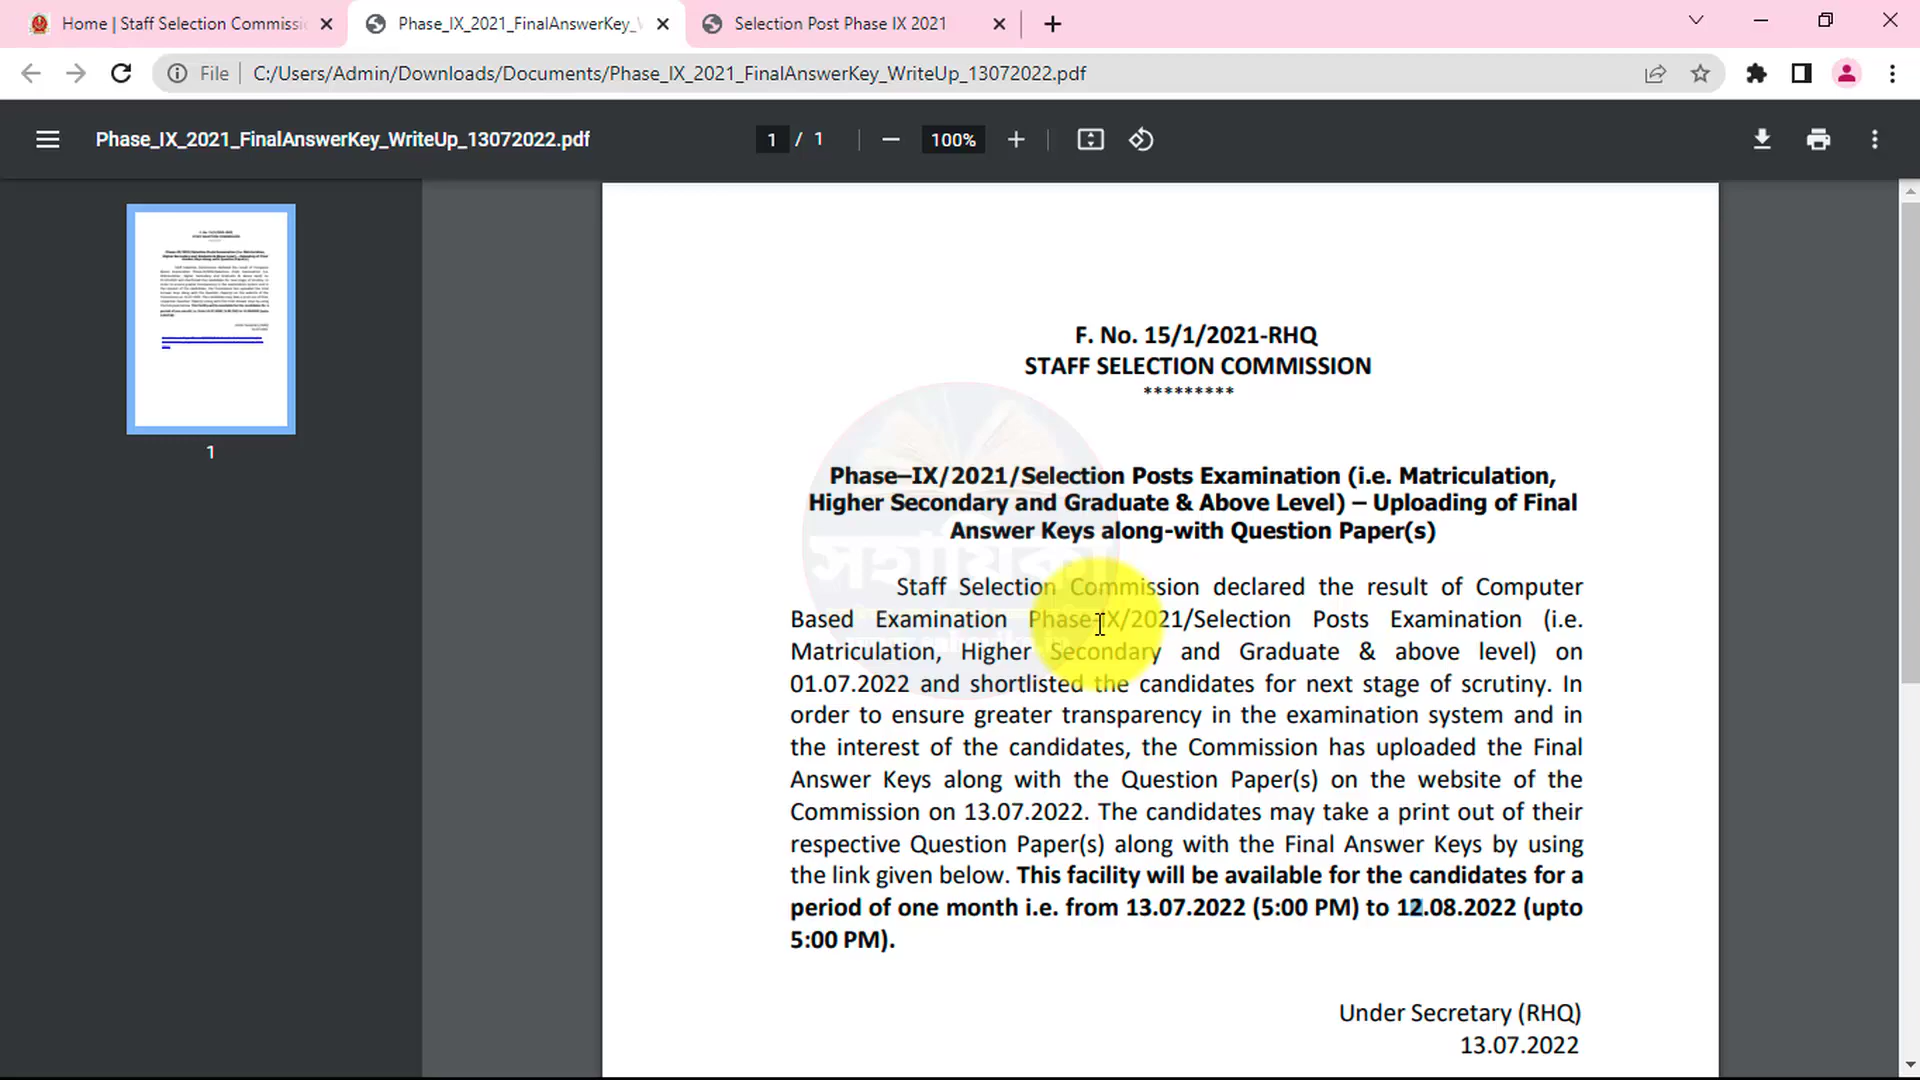 Home | Staff Selection Commissi
Phase_IX_2021_FinalAnswerKey_
Selection Post Phase IX 2021
File
C:/Users/Admin/Downloads/Documents/Phase_IX_2021_FinalAnswerKey_WriteUp_13072022.pdf
Phase_IX_2021_FinalAnswerKey_WriteUp_13072022.pdf
1 / 1
100%
1
F. No. 15/1/2021-RHQ
STAFF SELECTION COMMISSION
*********
Phase–IX/2021/Selection Posts Examination (i.e. Matriculation,
Higher Secondary and Graduate & Above Level) – Uploading of Final
Answer Keys along-with Question Paper(s)
সহায়িকা
Staff Selection Commission declared the result of Computer
Based Examination Phase-IX/2021/Selection Posts Examination (i.e.
Matriculation, Higher Secondary and Graduate & above level) on
01.07.2022 and shortlisted the candidates for next stage of scrutiny. In
order to ensure greater transparency in the examination system and in
the interest of the candidates, the Commission has uploaded the Final
Answer Keys along with the Question Paper(s) on the website of the
Commission on 13.07.2022. The candidates may take a print out of their
respective Question Paper(s) along with the Final Answer Keys by using
the link given below. This facility will be available for the candidates for a
period of one month i.e. from 13.07.2022 (5:00 PM) to 12.08.2022 (upto
5:00 PM).
Under Secretary (RHQ)
13.07.2022